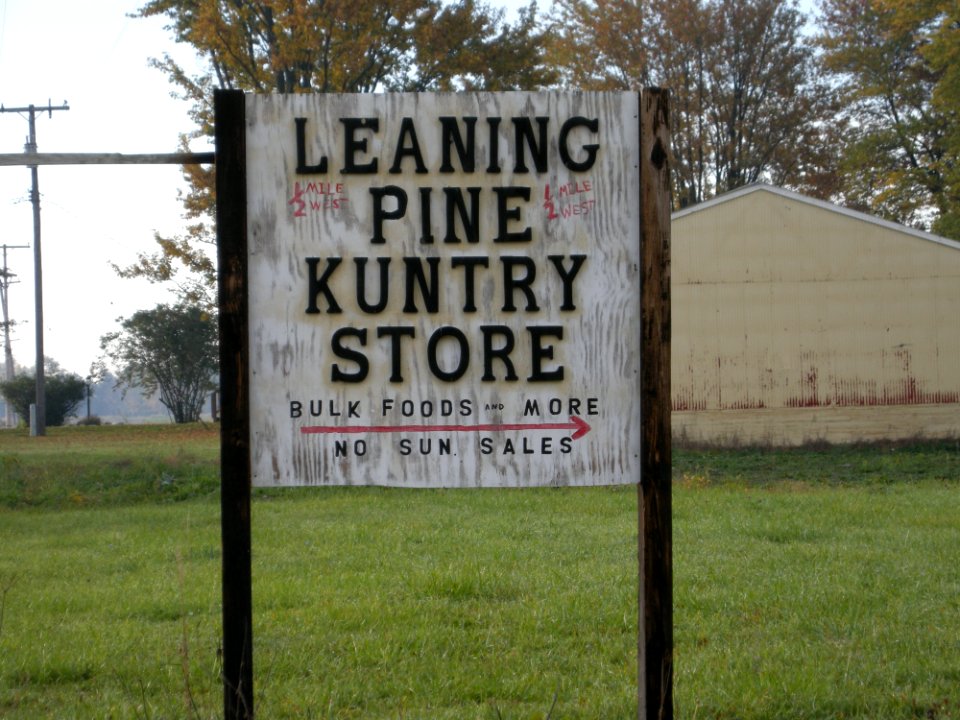 LEANING
½ MILE WEST
PINE
½ MILE WEST
KUNTRY
STORE
BULK FOODS AND MORE
NO SUN. SALES